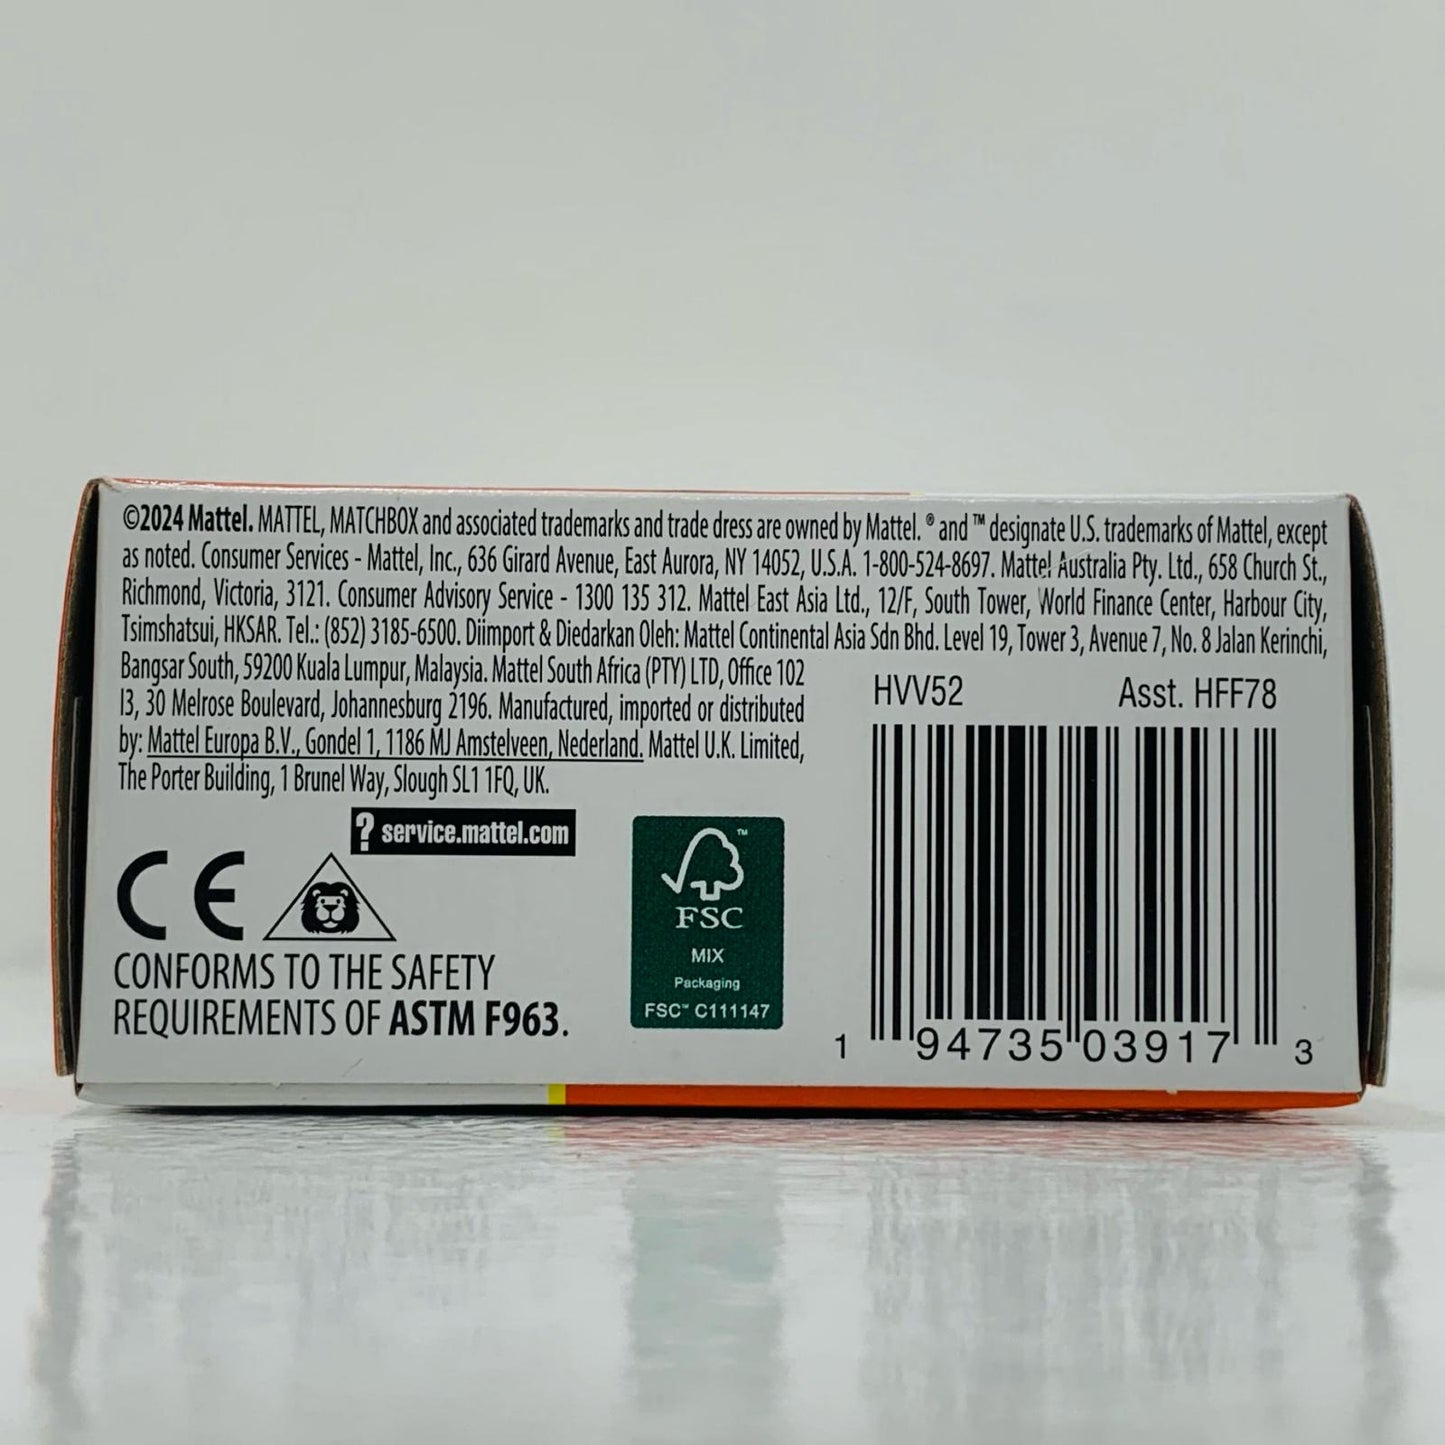 ©2024 Mattel. MATTEL, MATCHBOX and associated trademarks and trade dress are owned by Mattel. ® and ™ designate U.S. trademarks of Mattel, except
as noted. Consumer Services - Mattel, Inc., 636 Girard Avenue, East Aurora, NY 14052, U.S.A. 1-800-524-8697. Mattel Australia Pty. Ltd., 658 Church St.,
Richmond, Victoria, 3121. Consumer Advisory Service - 1300 135 312. Mattel East Asia Ltd., 12/F, South Tower, World Finance Center, Harbour City,
Tsimshatsui, HKSAR. Tel.: (852) 3185-6500. Diimport & Diedarkan Oleh: Mattel Continental Asia Sdn Bhd. Level 19, Tower 3, Avenue 7, No. 8 Jalan Kerinchi,
Bangsar South, 59200 Kuala Lumpur, Malaysia. Mattel South Africa (PTY) LTD, Office 102
I3, 30 Melrose Boulevard, Johannesburg 2196. Manufactured, imported or distributed
by: Mattel Europa B.V., Gondel 1, 1186 MJ Amstelveen, Nederland. Mattel U.K. Limited,
The Porter Building, 1 Brunel Way, Slough SL1 1FQ, UK.
? service.mattel.com
CE
CONFORMS TO THE SAFETY
REQUIREMENTS OF ASTM F963.
™
FSC
MIX
Packaging
FSC™ C111147
HVV52 Asst. HFF78
1 94735 03917 3